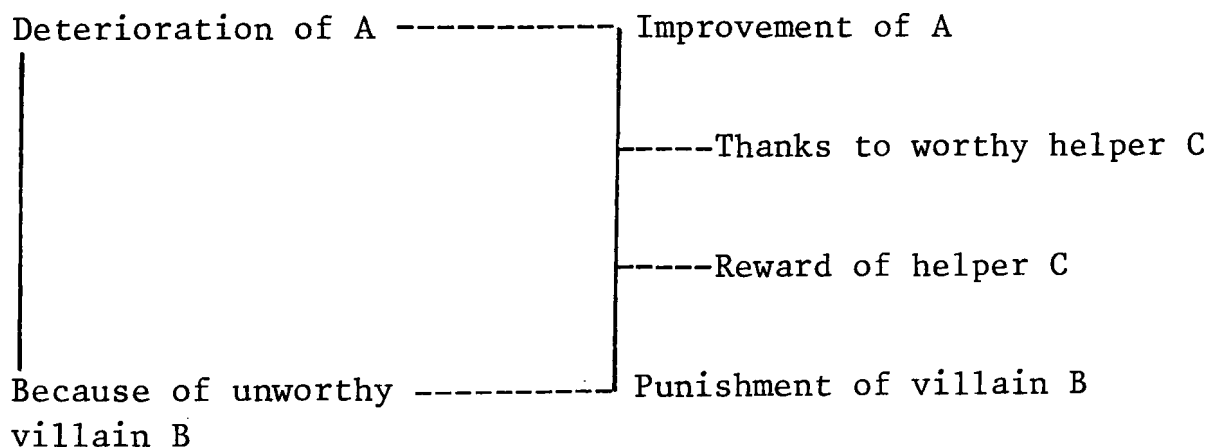 Deterioration of A
Improvement of A
Thanks to worthy helper C
Reward of helper C
Because of unworthy
villain B
Punishment of villain B